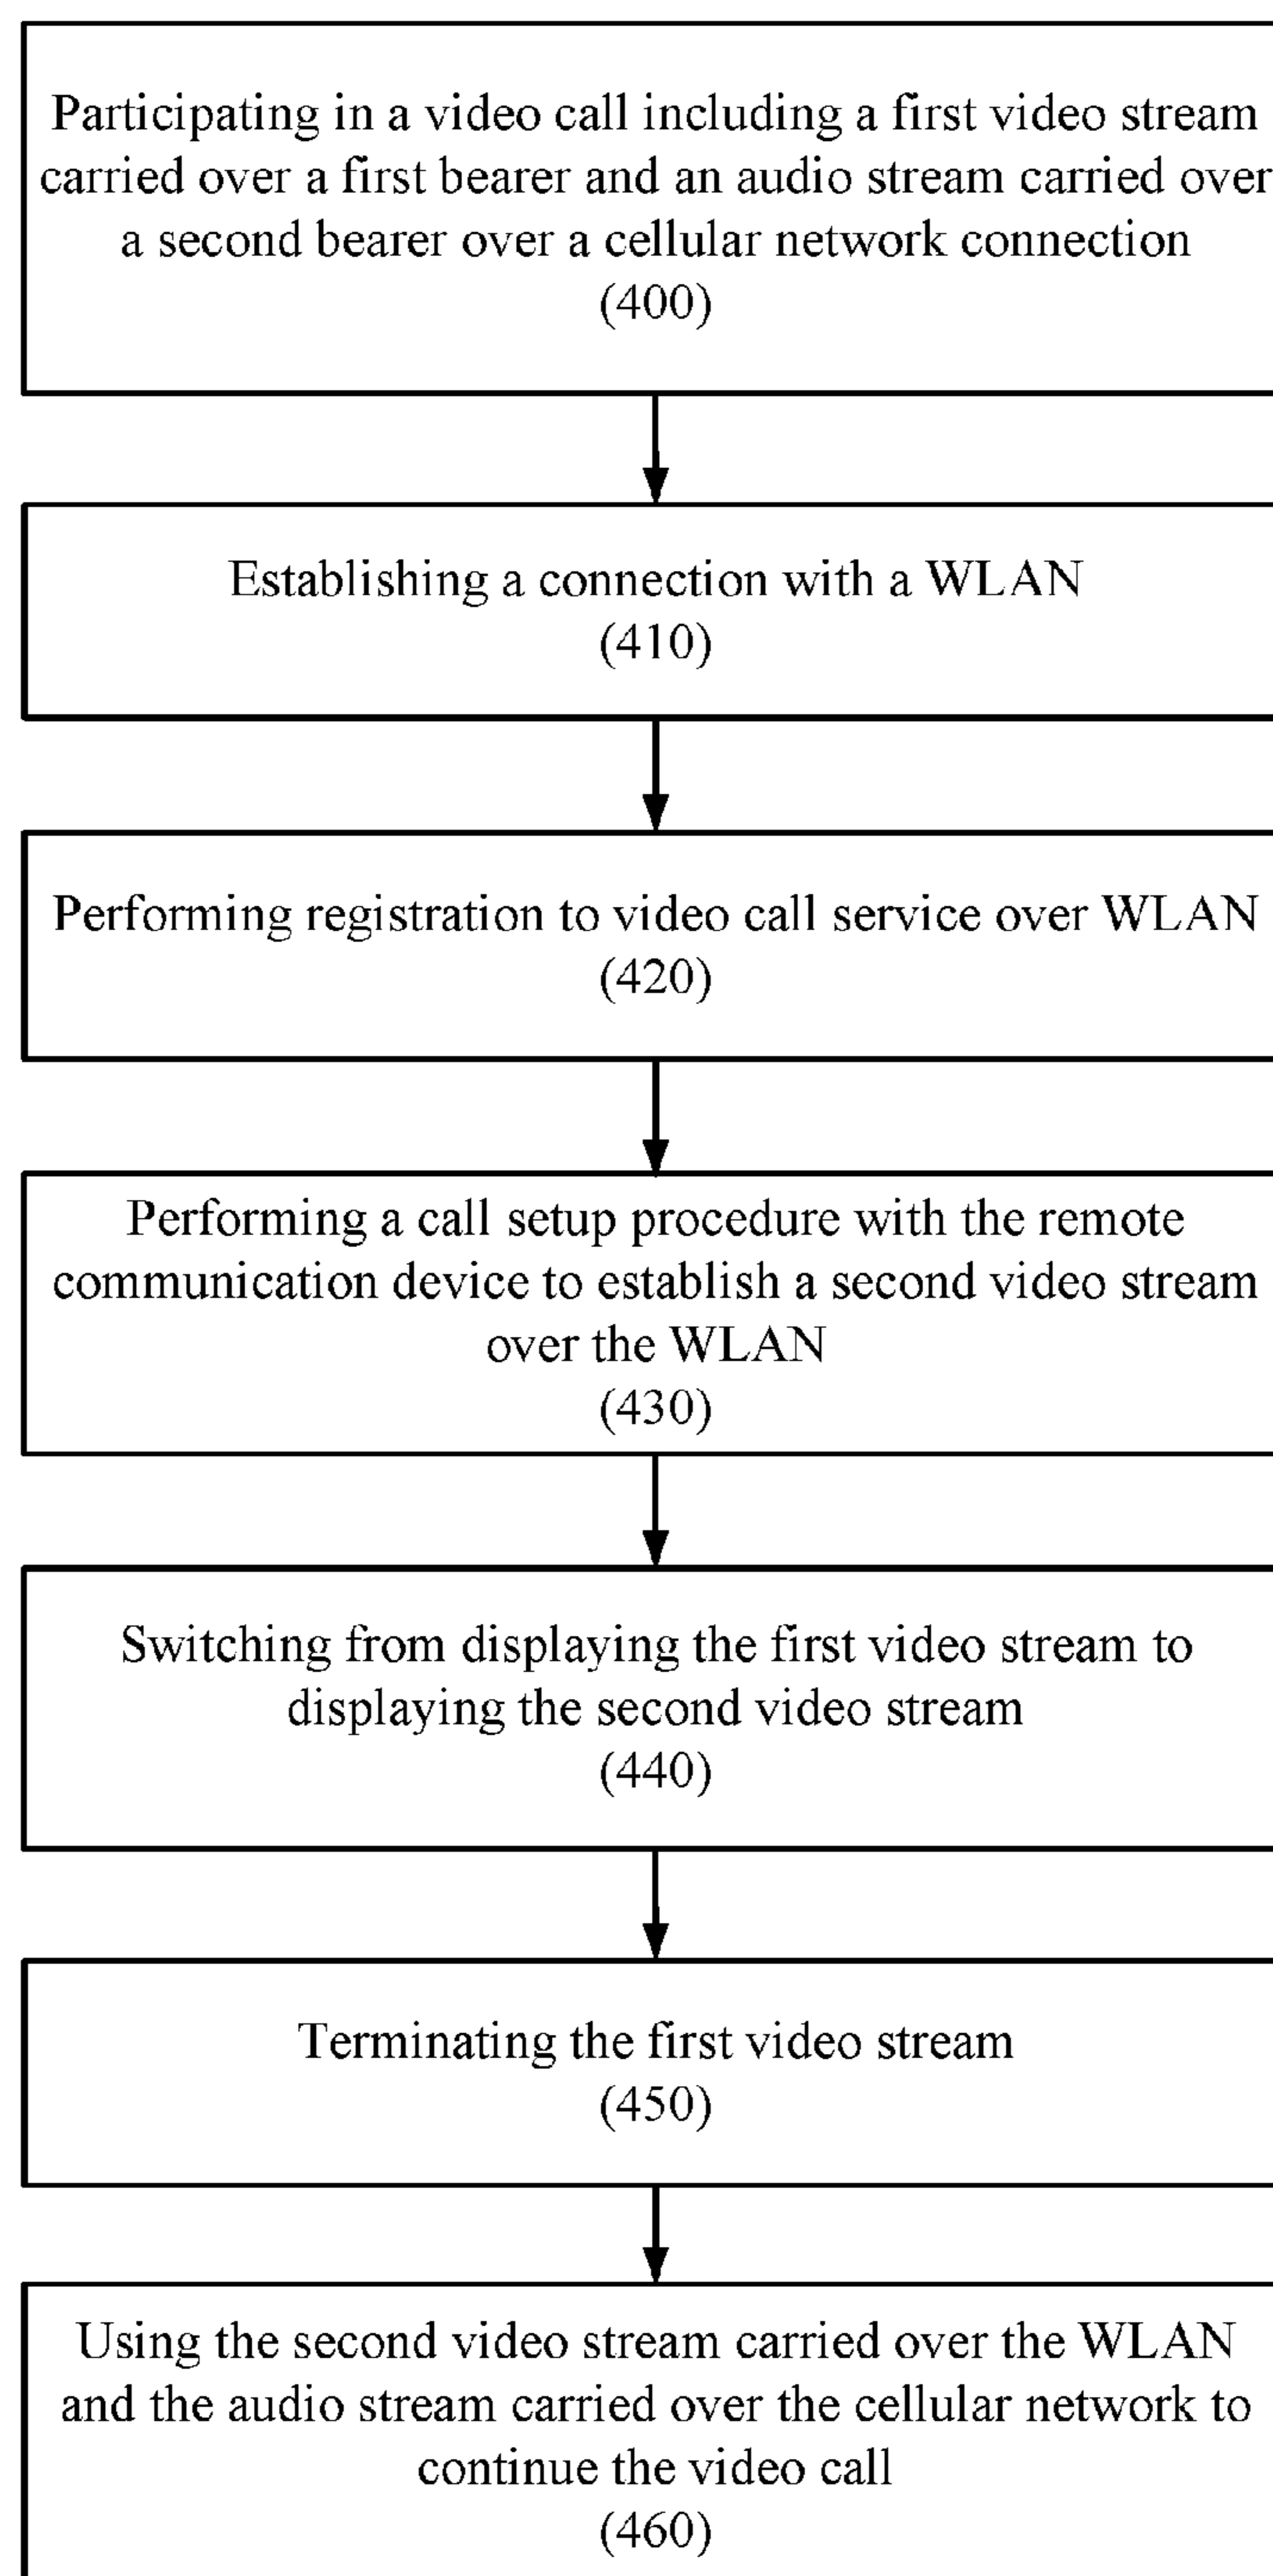 Participating in a video call including a first video stream
carried over a first bearer and an audio stream carried over
a second bearer over a cellular network connection
(400)
Establishing a connection with a WLAN
(410)
Performing registration to video call service over WLAN
(420)
Performing a call setup procedure with the remote
communication device to establish a second video stream
over the WLAN
(430)
Switching from displaying the first video stream to
displaying the second video stream
(440)
Terminating the first video stream
(450)
Using the second video stream carried over the WLAN
and the audio stream carried over the cellular network to
continue the video call
(460)